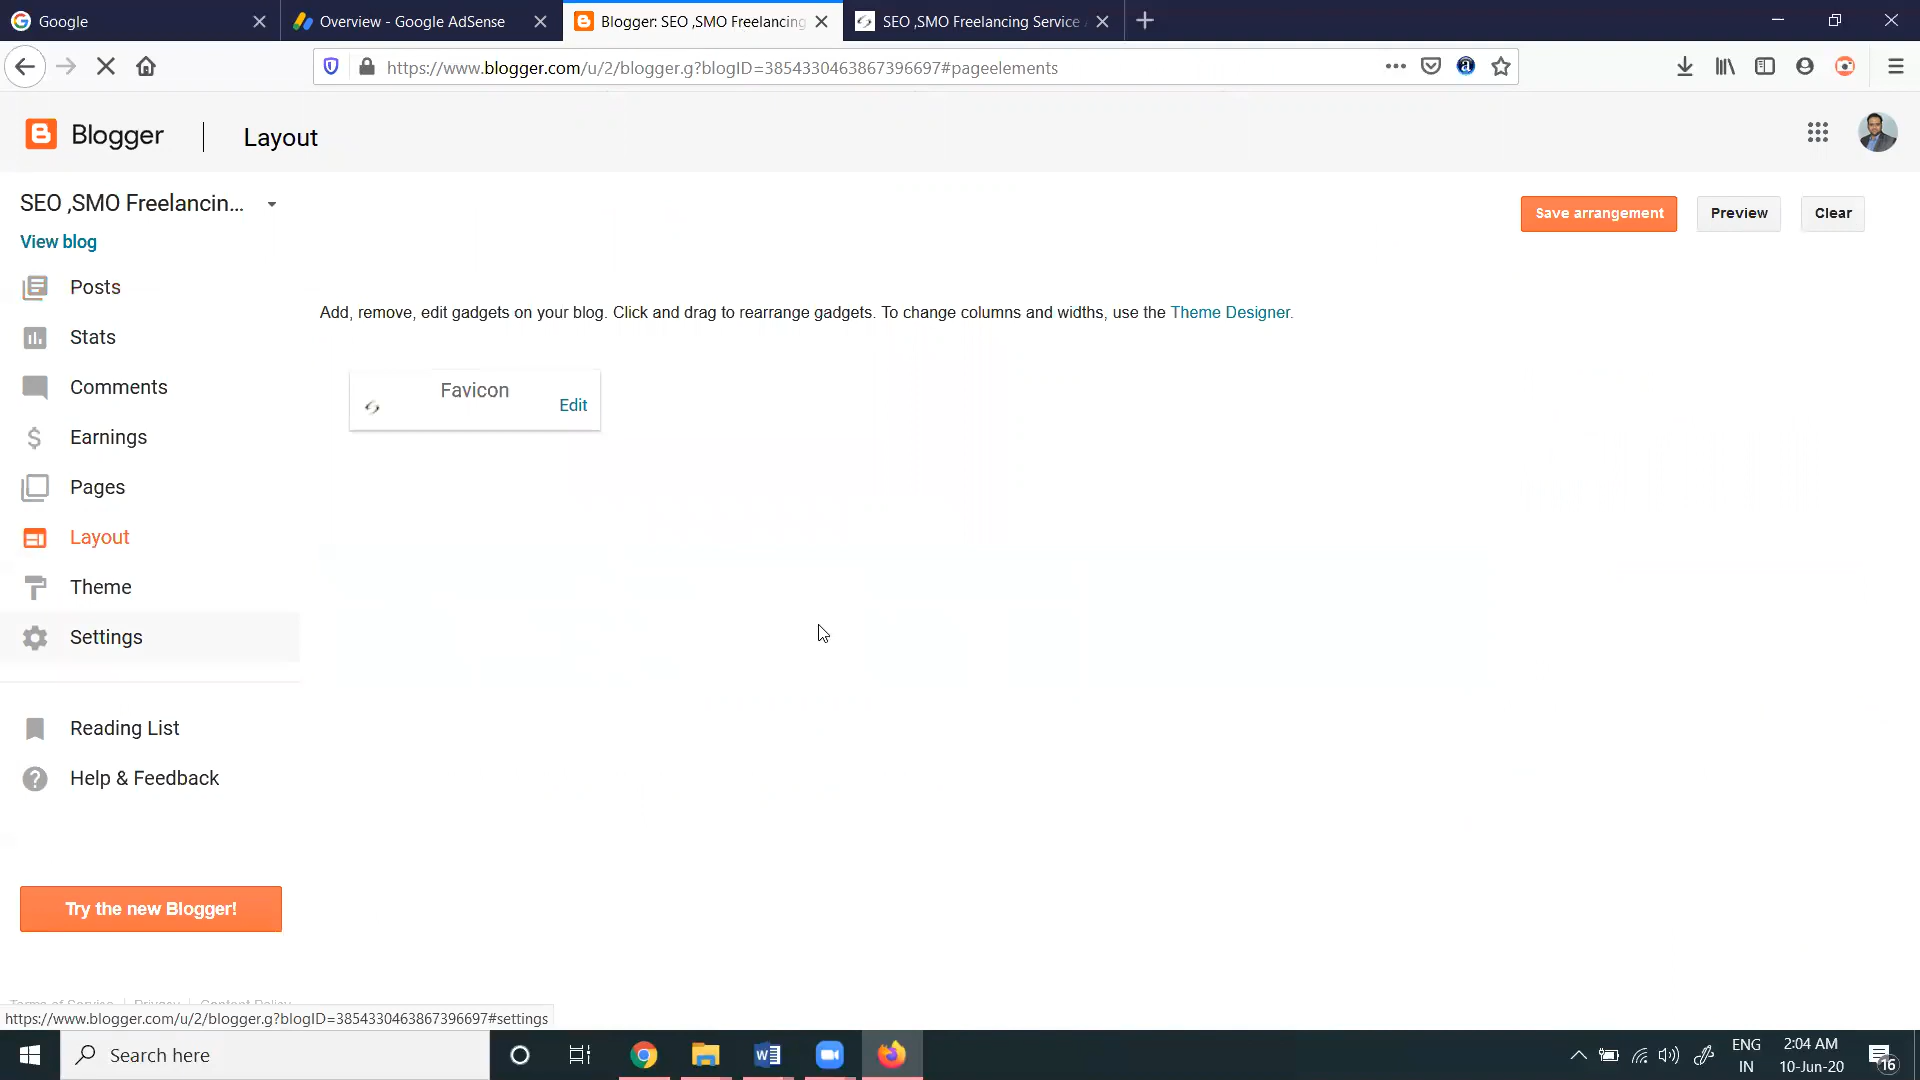 Google
Overview - Google AdSense
Blogger: SEO ,SMO Freelancing
SEO ,SMO Freelancing Service
https://www.blogger.com/u/2/blogger.g?blogID=3854330463867396697#pageelements
Blogger
Layout
SEO ,SMO Freelancin...
View blog
Save arrangement
Preview
Clear
Posts
Stats
Comments
Earnings
Pages
Layout
Theme
Settings
Reading List
Help & Feedback
Add, remove, edit gadgets on your blog. Click and drag to rearrange gadgets. To change columns and widths, use the Theme Designer.
Favicon
Edit
Try the new Blogger!
Terms of Service | Privacy | Content Policy
https://www.blogger.com/u/2/blogger.g?blogID=3854330463867396697#settings
Search here
ENG
IN
2:04 AM
10-Jun-20
16